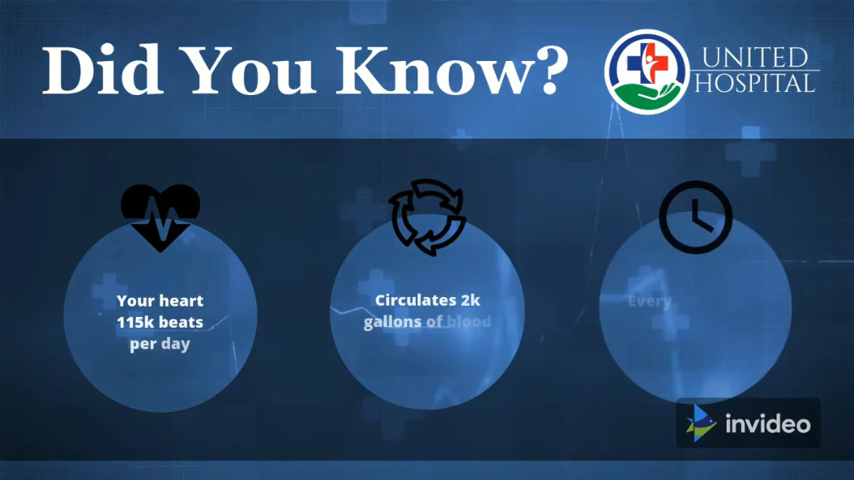 Did You Know?
UNITED
HOSPITAL
Your heart
115k beats
per day
Circulates 2k
gallons of blood
Every
invideo